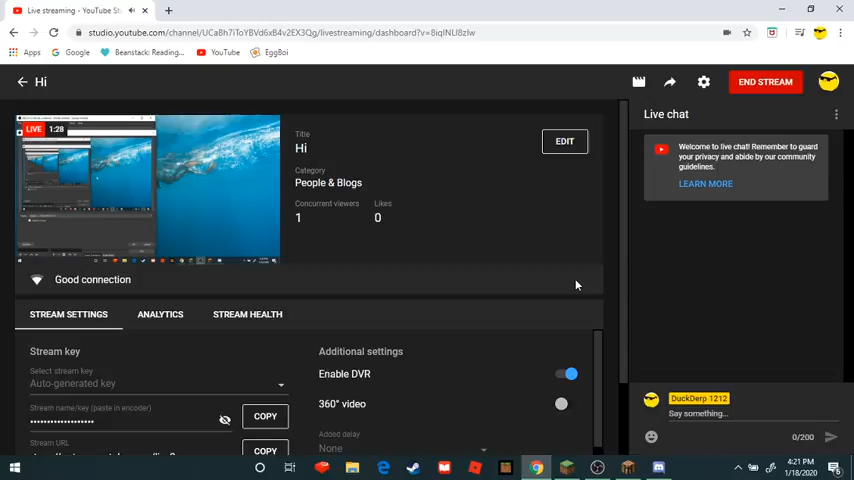 Live streaming - YouTube St
studio.youtube.com/channel/UCaBh7iToYBVd6xB4v2EX3Qg/livestreaming/dashboard?v=8iqlNU8zIw
Apps
Google
Beanstack: Reading...
YouTube
EggBoi
Hi
END STREAM
LIVE 1:28
Title
Hi
EDIT
Category
People & Blogs
Concurrent viewers
Likes
1
0
Good connection
STREAM SETTINGS
ANALYTICS
STREAM HEALTH
Stream key
Select stream key
Auto-generated key
Stream name/key (paste in encoder)
••••••••••••••••••••
COPY
Stream URL
COPY
Additional settings
Enable DVR
360° video
Added delay
None
Live chat
Welcome to live chat! Remember to guard
your privacy and abide by our community
guidelines.
LEARN MORE
DuckDerp 1212
Say something...
0/200
4:21 PM
1/18/2020